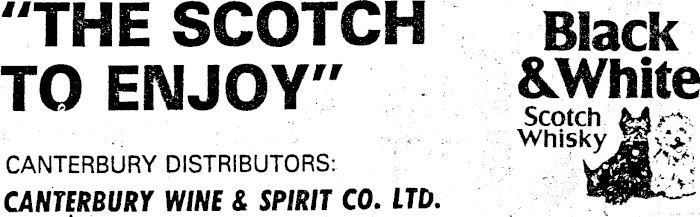 "THE SCOTCH
TO ENJOY"
CANTERBURY DISTRIBUTORS:
CANTERBURY WINE & SPIRIT CO. LTD.
Black
& White
Scotch
Whisky